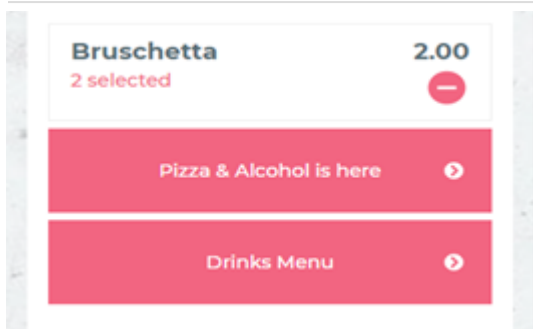 Bruschetta 2.00
2 selected
Pizza & Alcohol is here
Drinks Menu